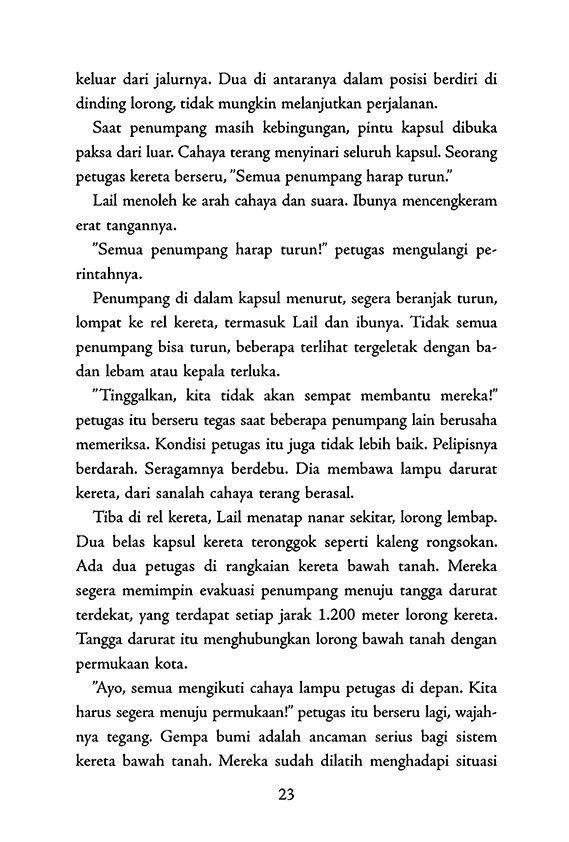 keluar dari jalurnya. Dua di antaranya dalam posisi berdiri di
dinding lorong, tidak mungkin melanjutkan perjalanan.
Saat penumpang masih kebingungan, pintu kapsul dibuka
paksa dari luar. Cahaya terang menyinari seluruh kapsul. Seorang
petugas kereta berseru, ”Semua penumpang harap turun.”
Lail menoleh ke arah cahaya dan suara. Ibunya mencengkeram
erat tangannya.
”Semua penumpang harap turun!” petugas mengulangi pe-
rintahnya.
Penumpang di dalam kapsul menurut, segera beranjak turun,
lompat ke rel kereta, termasuk Lail dan ibunya. Tidak semua
penumpang bisa turun, beberapa terlihat tergeletak dengan ba-
dan lebam atau kepala terluka.
”Tinggalkan, kita tidak akan sempat membantu mereka!”
petugas itu berseru tegas saat beberapa penumpang lain berusaha
memeriksa. Kondisi petugas itu juga tidak lebih baik. Pelipisnya
berdarah. Seragamnya berdebu. Dia membawa lampu darurat
kereta, dari sanalah cahaya terang berasal.
Tiba di rel kereta, Lail menatap nanar sekitar, lorong lembap.
Dua belas kapsul kereta teronggok seperti kaleng rongsokan.
Ada dua petugas di rangkaian kereta bawah tanah. Mereka
segera memimpin evakuasi penumpang menuju tangga darurat
terdekat, yang terdapat setiap jarak 1.200 meter lorong kereta.
Tangga darurat itu menghubungkan lorong bawah tanah dengan
permukaan kota.
”Ayo, semua mengikuti cahaya lampu petugas di depan. Kita
harus segera menuju permukaan!” petugas itu berseru lagi, wajah-
nya tegang. Gempa bumi adalah ancaman serius bagi sistem
kereta bawah tanah. Mereka sudah dilatih menghadapi situasi
23